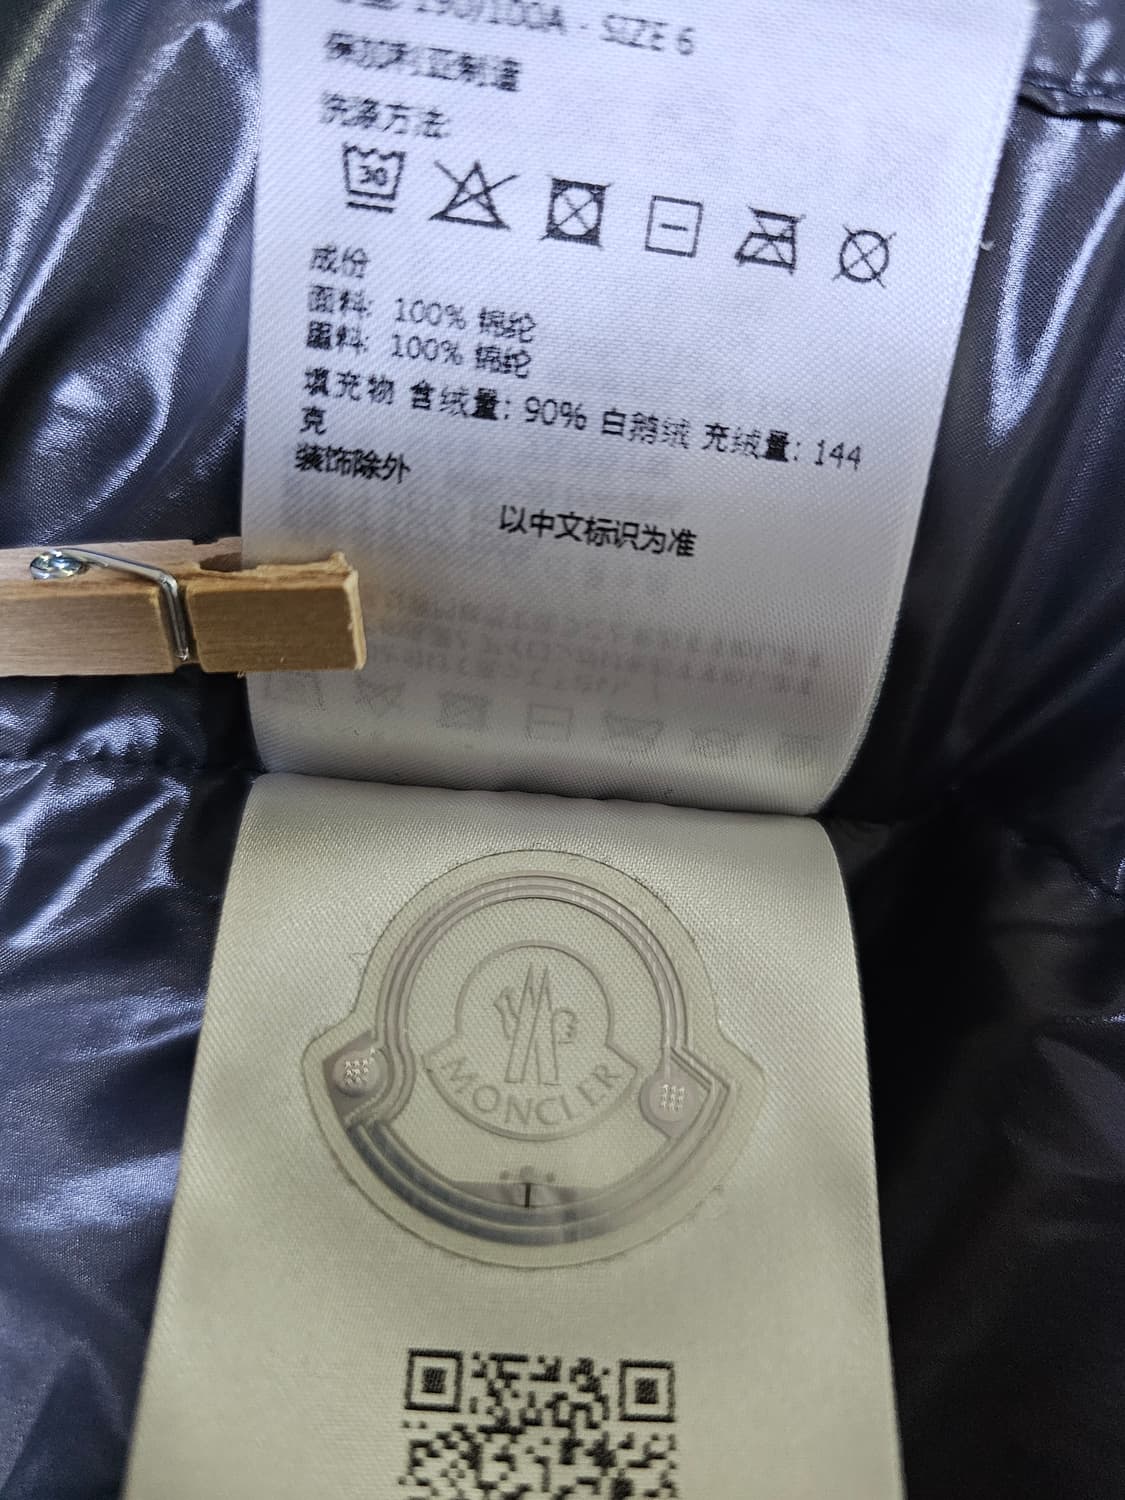 190/100A - SIZE 6
保加利亚制造
洗涤方法:
30
成份
面料: 100% 锦纶
里料: 100% 锦纶
填充物 含绒量: 90% 白鹅绒 充绒量: 144
克
装饰除外
以中文标识为准
MONCLER